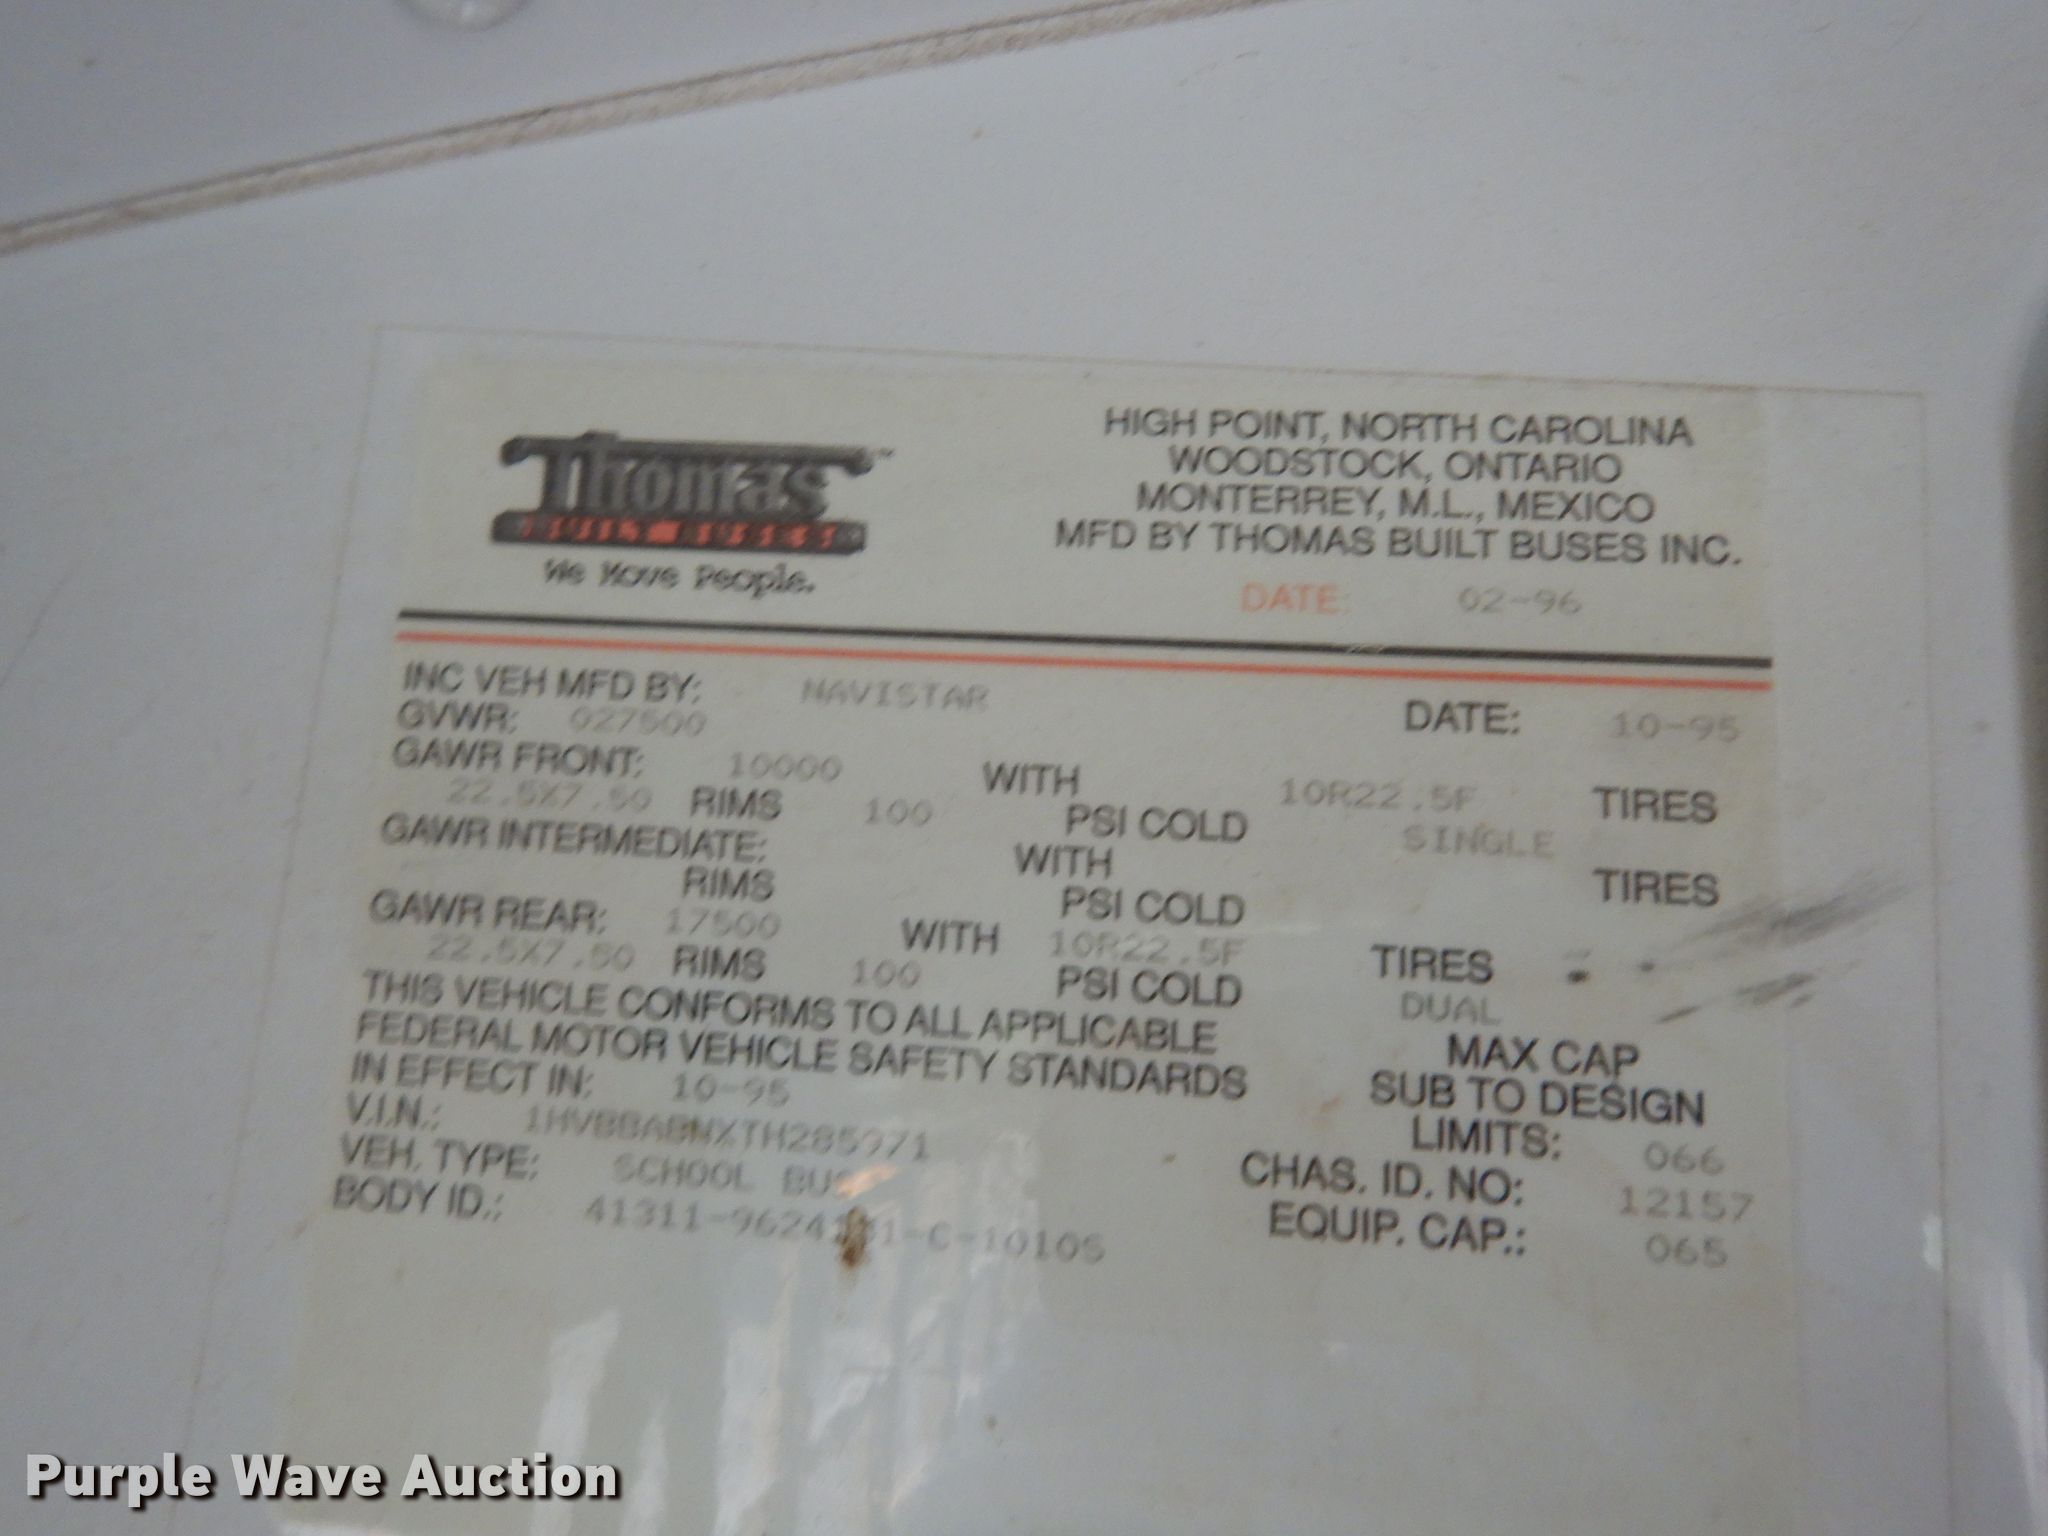 Thomas™
BUILT BUSES
We Move People.
HIGH POINT, NORTH CAROLINA
WOODSTOCK, ONTARIO
MONTERREY, M.L., MEXICO
MFD BY THOMAS BUILT BUSES INC.
DATE: 02-96
INC VEH MFD BY: NAVISTAR DATE: 10-95
GVWR: 027500
GAWR FRONT: 10000 WITH 10R22.5F TIRES
22.5X7.50 RIMS 100 PSI COLD SINGLE
GAWR INTERMEDIATE: WITH TIRES
RIMS PSI COLD
GAWR REAR: 17500 WITH 10R22.5F TIRES
22.5X7.50 RIMS 100 PSI COLD DUAL
THIS VEHICLE CONFORMS TO ALL APPLICABLE
FEDERAL MOTOR VEHICLE SAFETY STANDARDS
IN EFFECT IN: 10-95
MAX CAP
SUB TO DESIGN
LIMITS: 066
V.I.N.: 1HVBBABNXTH285971
VEH. TYPE: SCHOOL BUS CHAS. ID. NO: 12157
BODY ID.: EQUIP. CAP.: 065
Purple Wave Auction